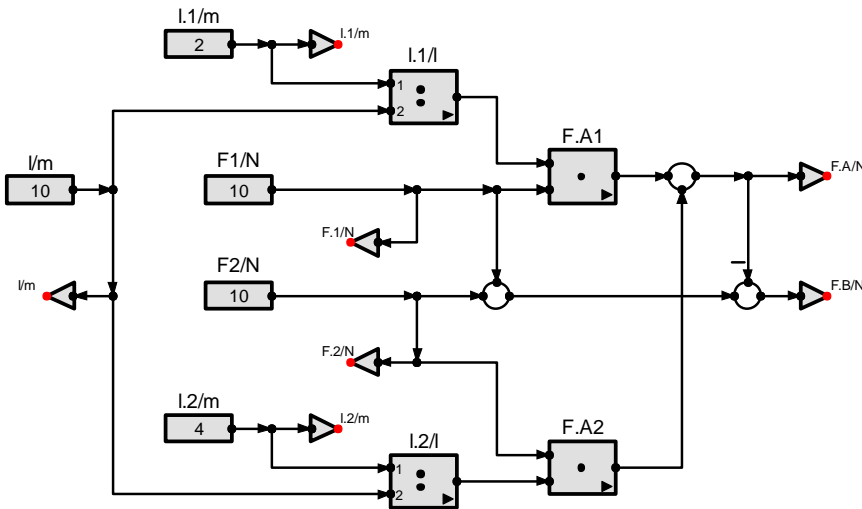 l.1/m
l.1/m
2
l.1/l
1
2
F.A1
l/m
F1/N
F.A/N
10
10
F.1/N
F2/N
l/m
10
F.B/N
F.2/N
l.2/m
l.2/m
4
l.2/l
F.A2
1
2